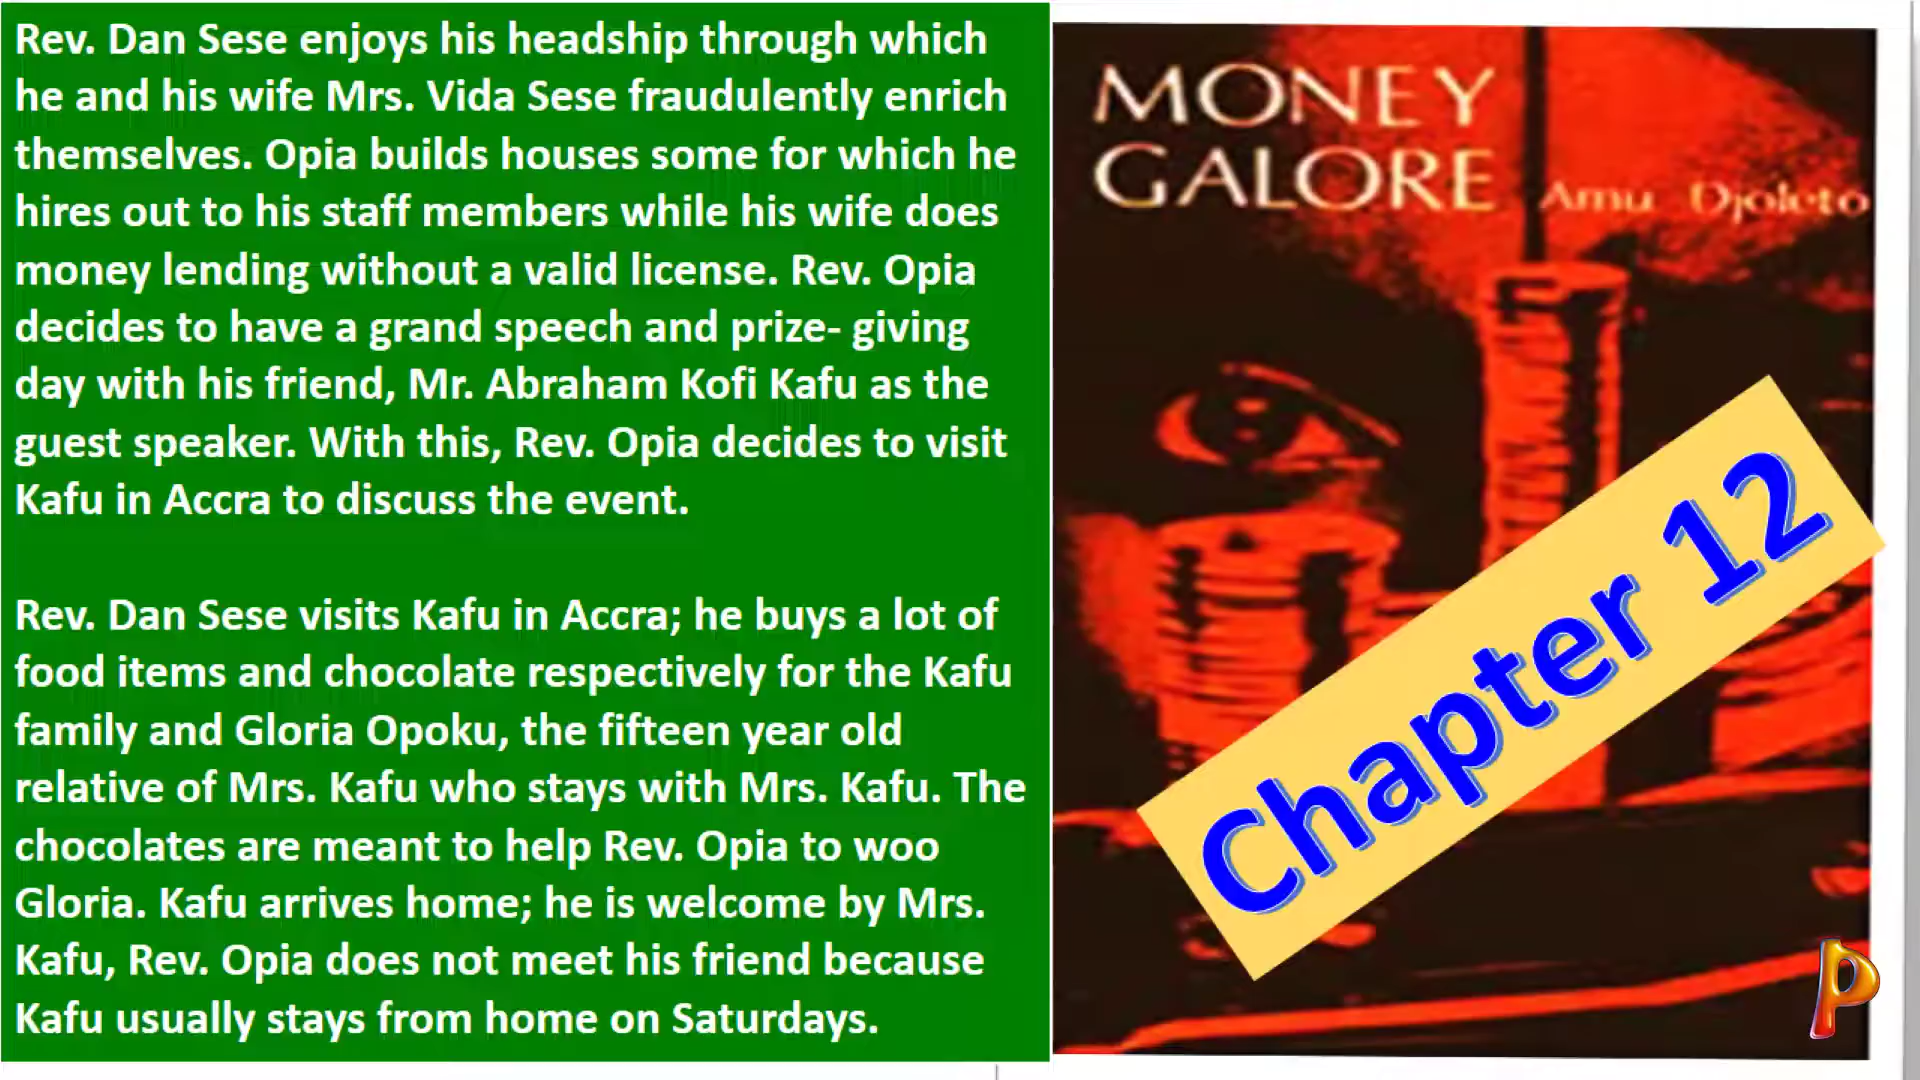 Rev. Dan Sese enjoys his headship through which
he and his wife Mrs. Vida Sese fraudulently enrich
themselves. Opia builds houses some for which he
hires out to his staff members while his wife does
money lending without a valid license. Rev. Opia
decides to have a grand speech and prize- giving
day with his friend, Mr. Abraham Kofi Kafu as the
guest speaker. With this, Rev. Opia decides to visit
Kafu in Accra to discuss the event.
Rev. Dan Sese visits Kafu in Accra; he buys a lot of
food items and chocolate respectively for the Kafu
family and Gloria Opoku, the fifteen year old
relative of Mrs. Kafu who stays with Mrs. Kafu. The
chocolates are meant to help Rev. Opia to woo
Gloria. Kafu arrives home; he is welcome by Mrs.
Kafu, Rev. Opia does not meet his friend because
Kafu usually stays from home on Saturdays.
MONEY
GALORE Amu Djoleto
Chapter 12
P